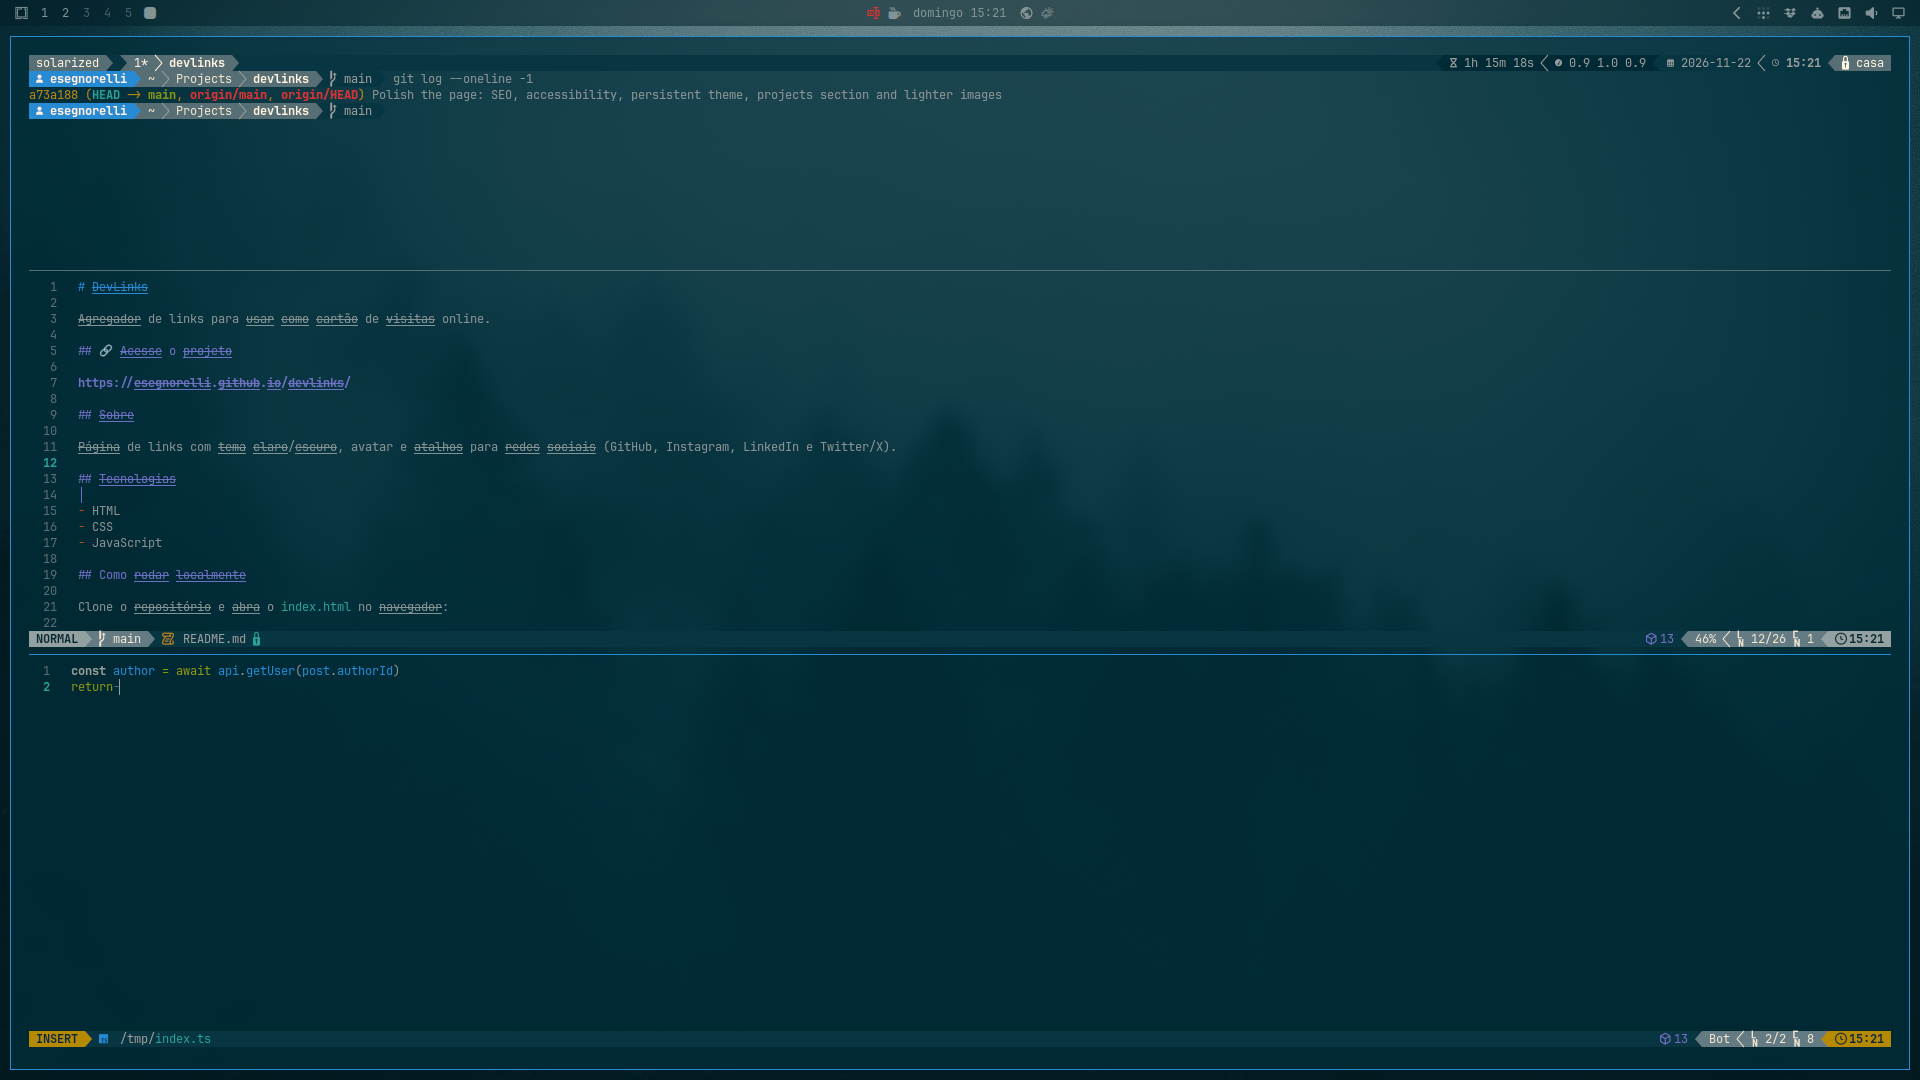 1 2 3 4 5 domingo 15:21
solarized 1* devlinks 1h 15m 18s 0.9 1.0 0.9 2026-11-22 15:21 casa
esegnorelli ~ Projects devlinks main git log --oneline -1
a73a188 (HEAD -> main, origin/main, origin/HEAD) Polish the page: SEO, accessibility, persistent theme, projects section and lighter images
esegnorelli ~ Projects devlinks main
1 # DevLinks
2
3 Agregador de links para usar como cartão de visitas online.
4
5 ## 🔗 Acesse o projeto
6
7 https://esegnorelli.github.io/devlinks/
8
9 ## Sobre
10
11 Página de links com tema claro/escuro, avatar e atalhos para redes sociais (GitHub, Instagram, LinkedIn e Twitter/X).
12
13 ## Tecnologias
14
15 - HTML
16 - CSS
17 - JavaScript
18
19 ## Como rodar localmente
20
21 Clone o repositório e abra o index.html no navegador:
22
NORMAL main README.md 13 46% 12/26 1 15:21
1 const author = await api.getUser(post.authorId)
2 return-
INSERT /tmp/index.ts 13 Bot 2/2 8 15:21